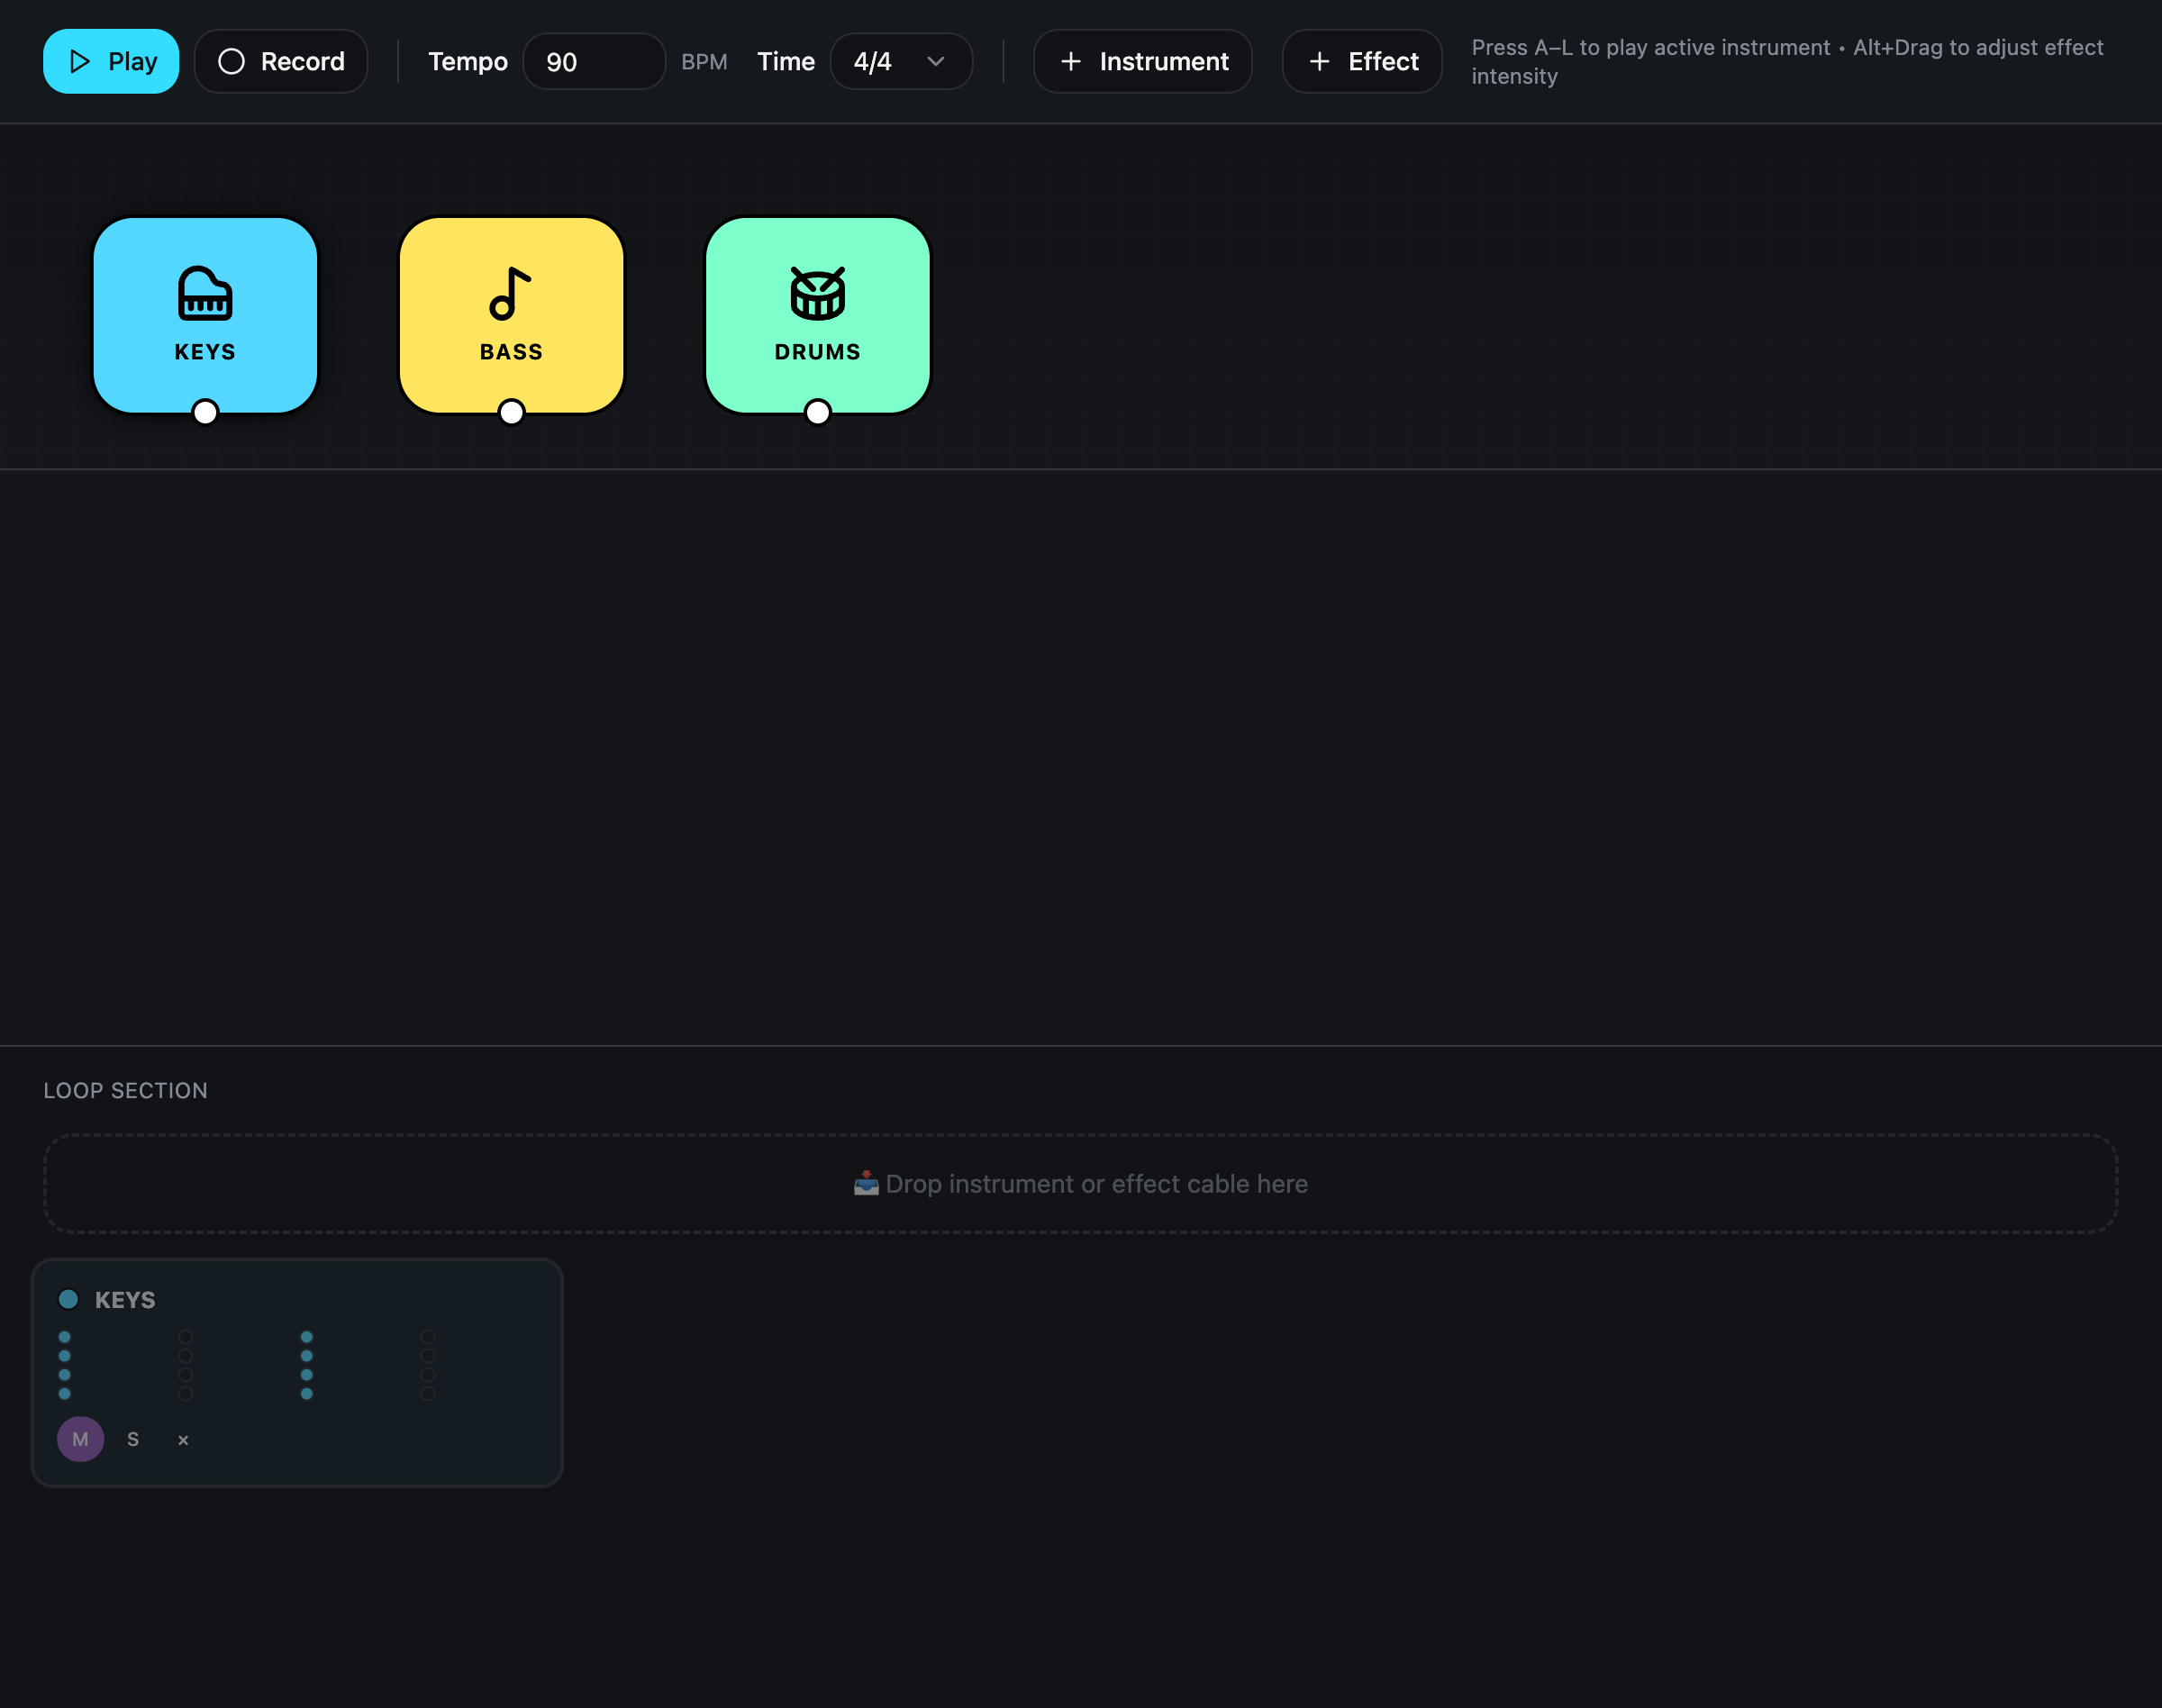 Play
Record
Tempo 90 BPM
Time 4/4
+ Instrument
+ Effect
Press A–L to play active instrument • Alt+Drag to adjust effect
intensity
KEYS
BASS
DRUMS
LOOP SECTION
Drop instrument or effect cable here
KEYS
M S ×